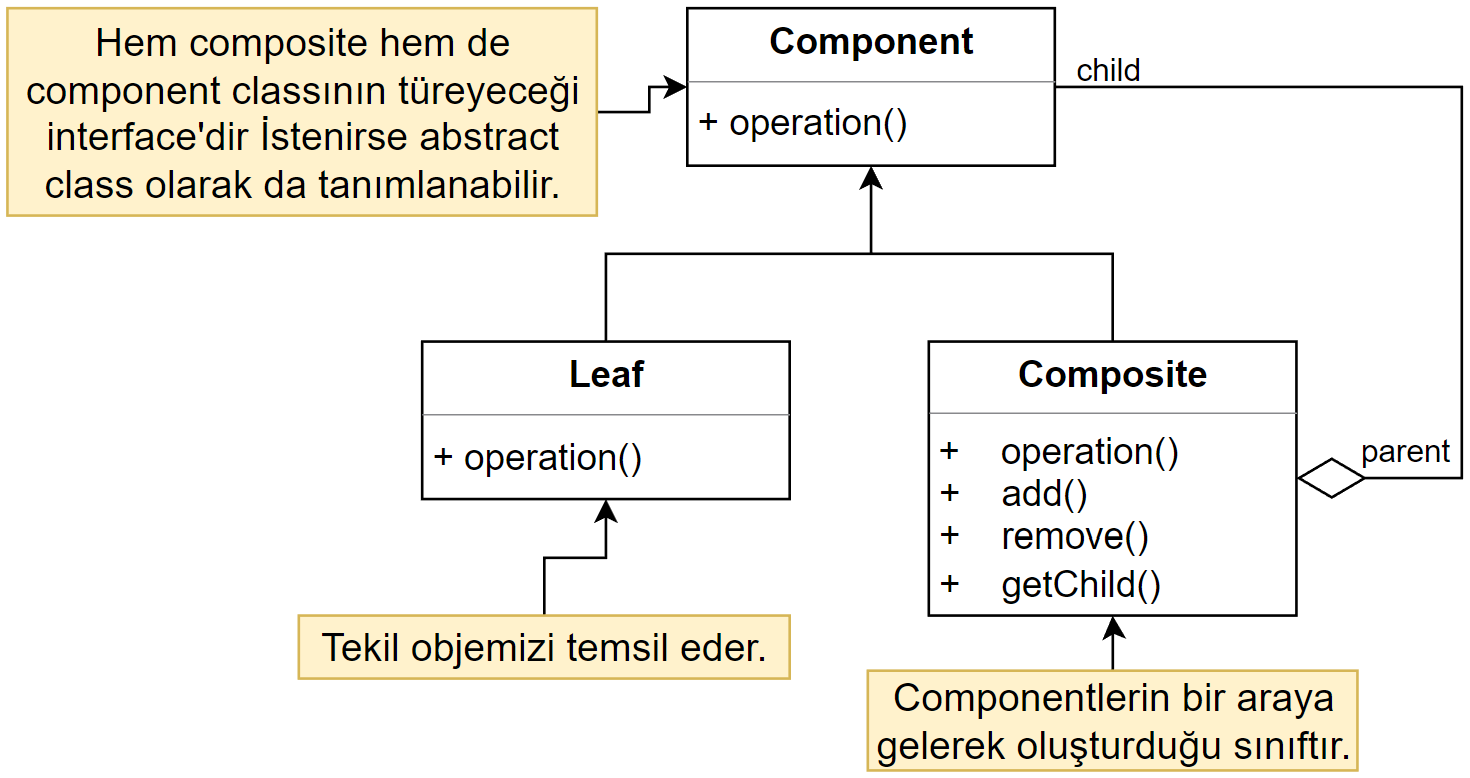 Hem composite hem de
component classının türeyeceği
interface'dir İstenirse abstract
class olarak da tanımlanabilir.
Component
+ operation()
child
Leaf
+ operation()
Composite
+ operation()
+ add()
+ remove()
+ getChild()
parent
Tekil objemizi temsil eder.
Componentlerin bir araya
gelerek oluşturduğu sınıftır.